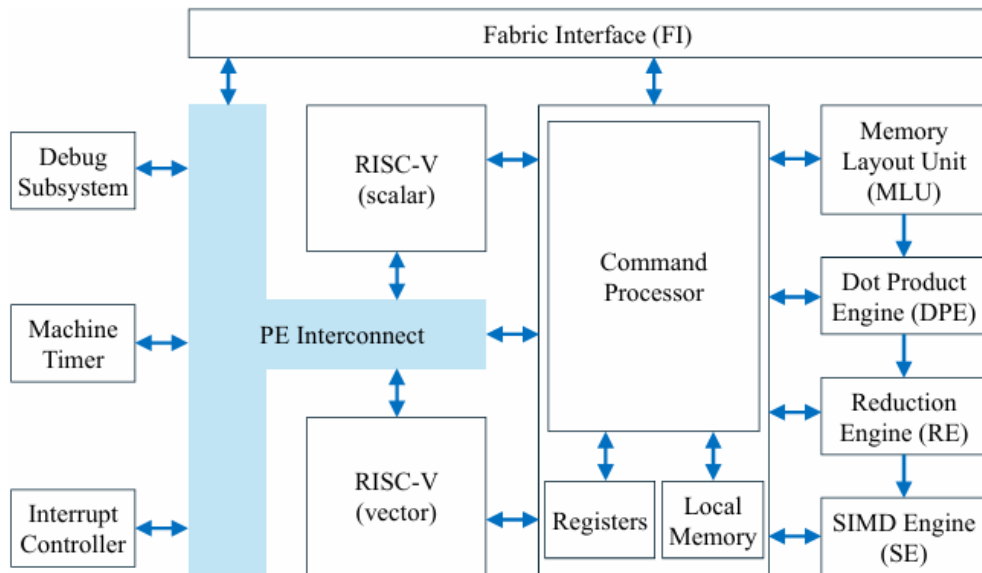 Fabric Interface (FI)
Debug
Subsystem
Machine
Timer
Interrupt
Controller
RISC-V
(scalar)
PE Interconnect
RISC-V
(vector)
Command
Processor
Registers
Local
Memory
Memory
Layout Unit
(MLU)
Dot Product
Engine (DPE)
Reduction
Engine (RE)
SIMD Engine
(SE)